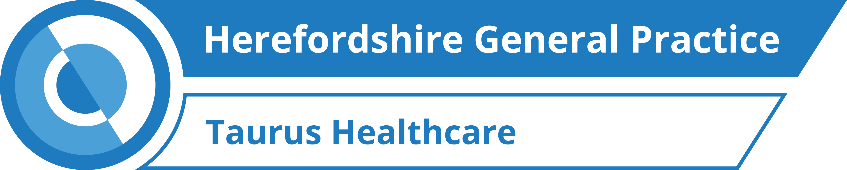 Herefordshire General Practice
Taurus Healthcare